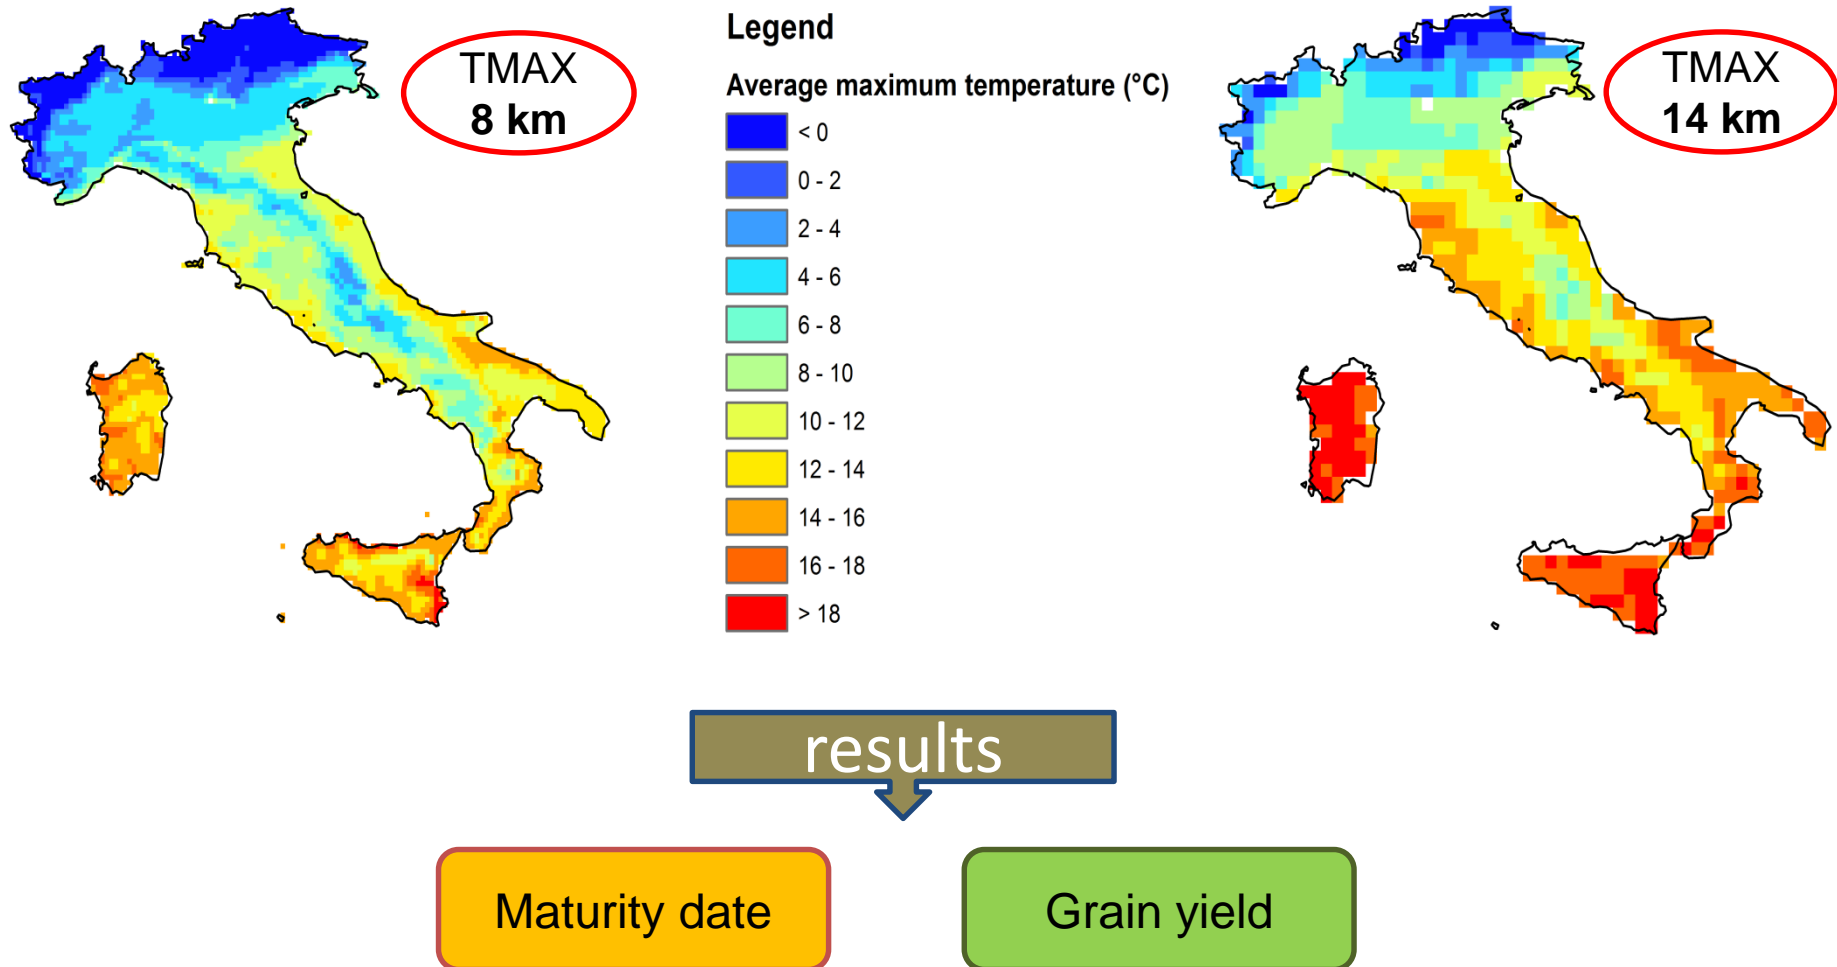 TMAX
8 km
Legend
Average maximum temperature (°C)
< 0
0 - 2
2 - 4
4 - 6
6 - 8
8 - 10
10 - 12
12 - 14
14 - 16
16 - 18
> 18
TMAX
14 km
results
Maturity date
Grain yield